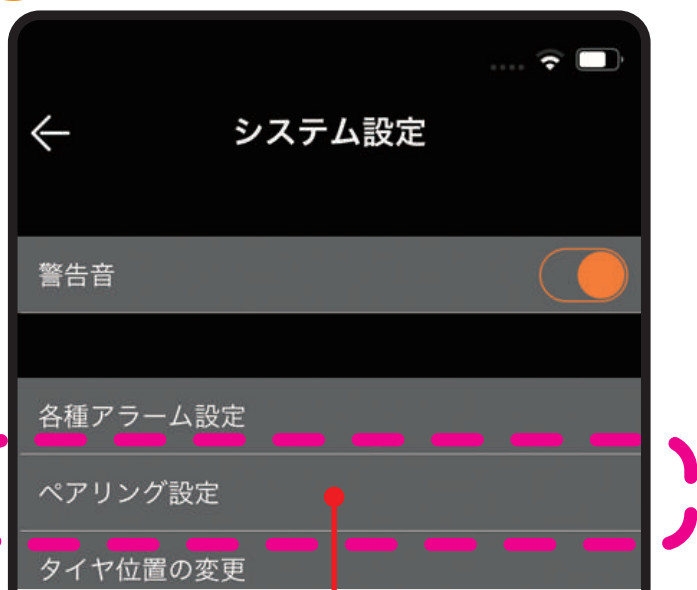 システム設定
警告音
各種アラーム設定
ペアリング設定
タイヤ位置の変更